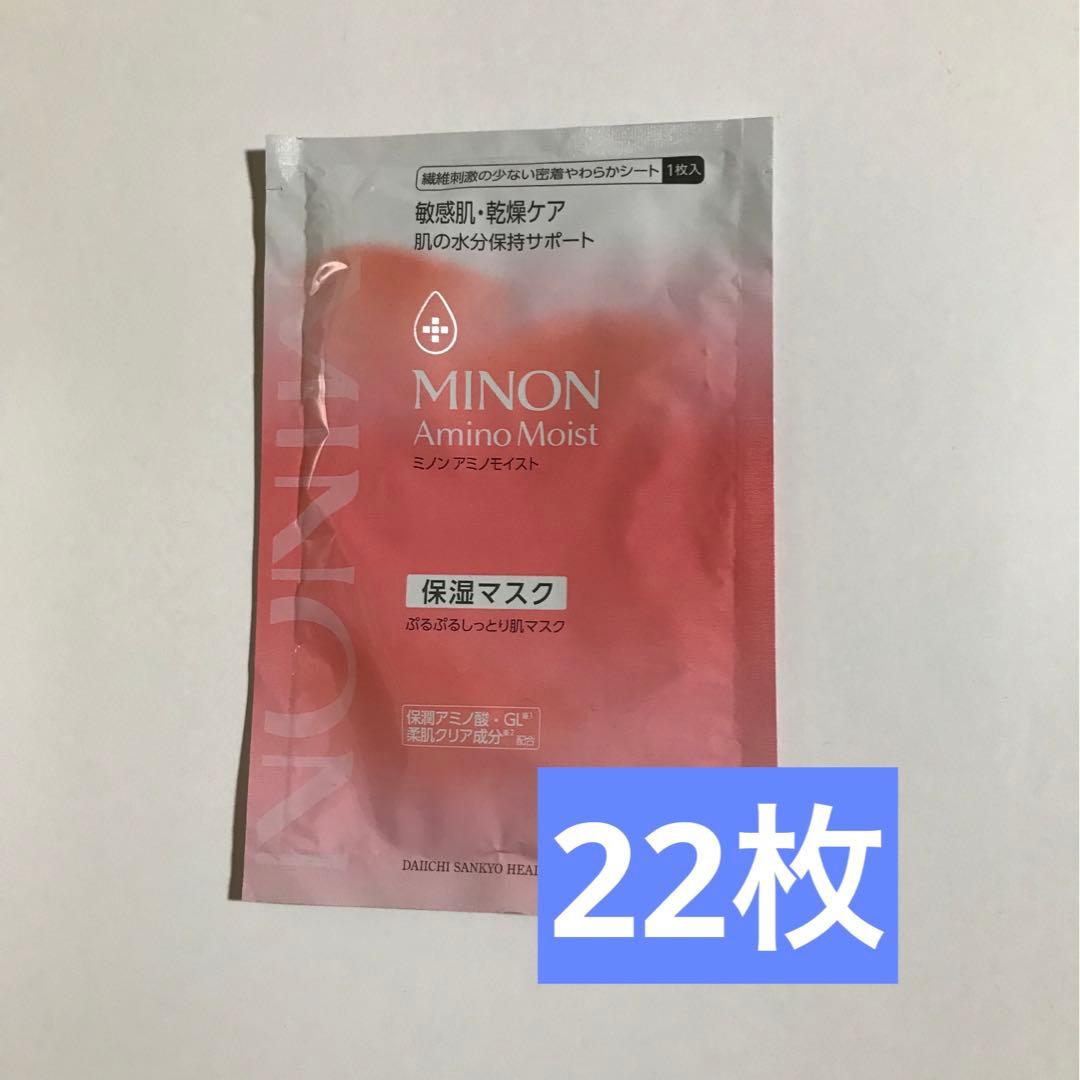 繊維刺激の少ない密着やわらかシート 1枚入
敏感肌・乾燥ケア
肌の水分保持サポート
MINON
MINON
Amino Moist
ミノン アミノモイスト
保湿マスク
ぷるぷるしっとり肌マスク
保潤アミノ酸・GL※1
柔肌クリア成分※2 配合
DAIICHI SANKYO HEAL
22枚